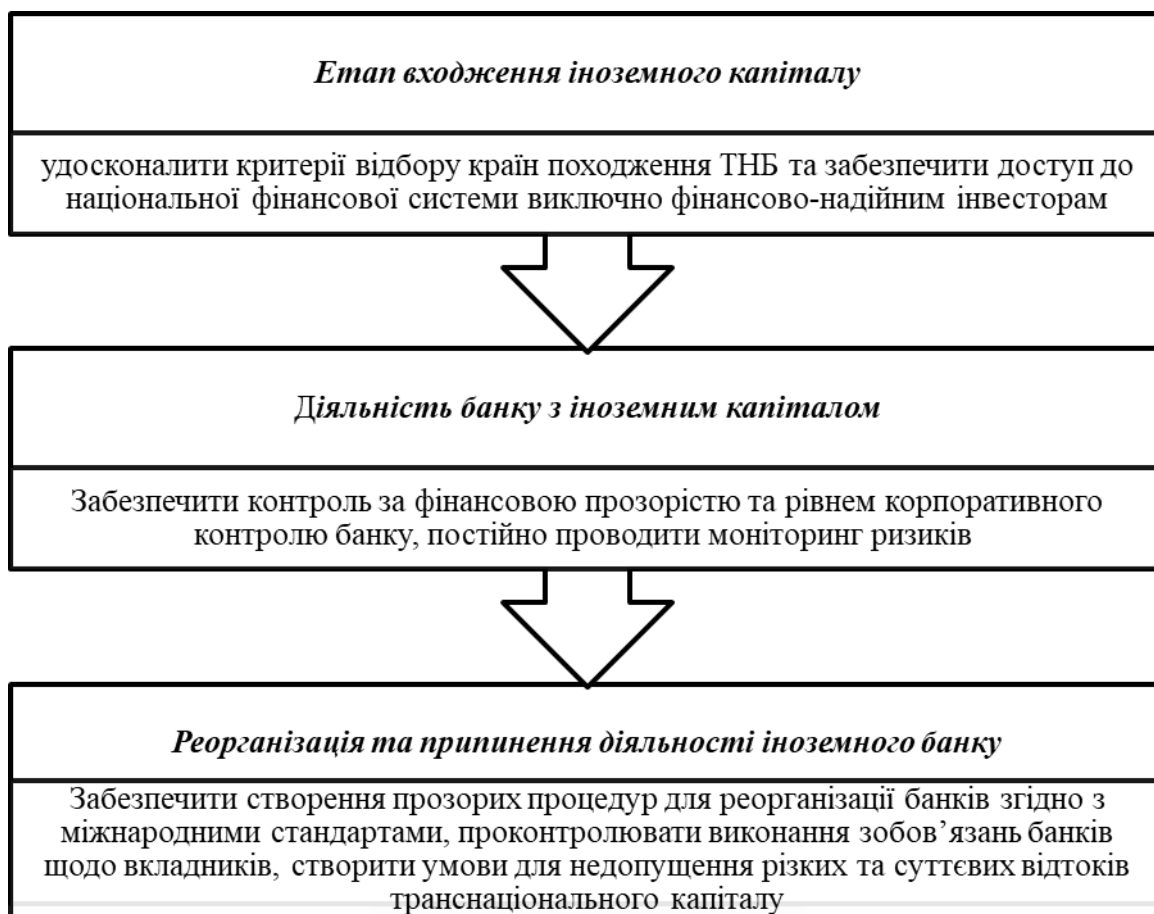 Етап входження іноземного капіталу
удосконалити критерії відбору країн походження ТНБ та забезпечити доступ до
національної фінансової системи виключно фінансово-надійним інвесторам
Діяльність банку з іноземним капіталом
Забезпечити контроль за фінансовою прозорістю та рівнем корпоративного
контролю банку, постійно проводити моніторинг ризиків
Реорганізація та припинення діяльності іноземного банку
Забезпечити створення прозорих процедур для реорганізації банків згідно з
міжнародними стандартами, проконтролювати виконання зобов’язань банків
щодо вкладників, створити умови для недопущення різких та суттєвих відтоків
транснаціонального капіталу